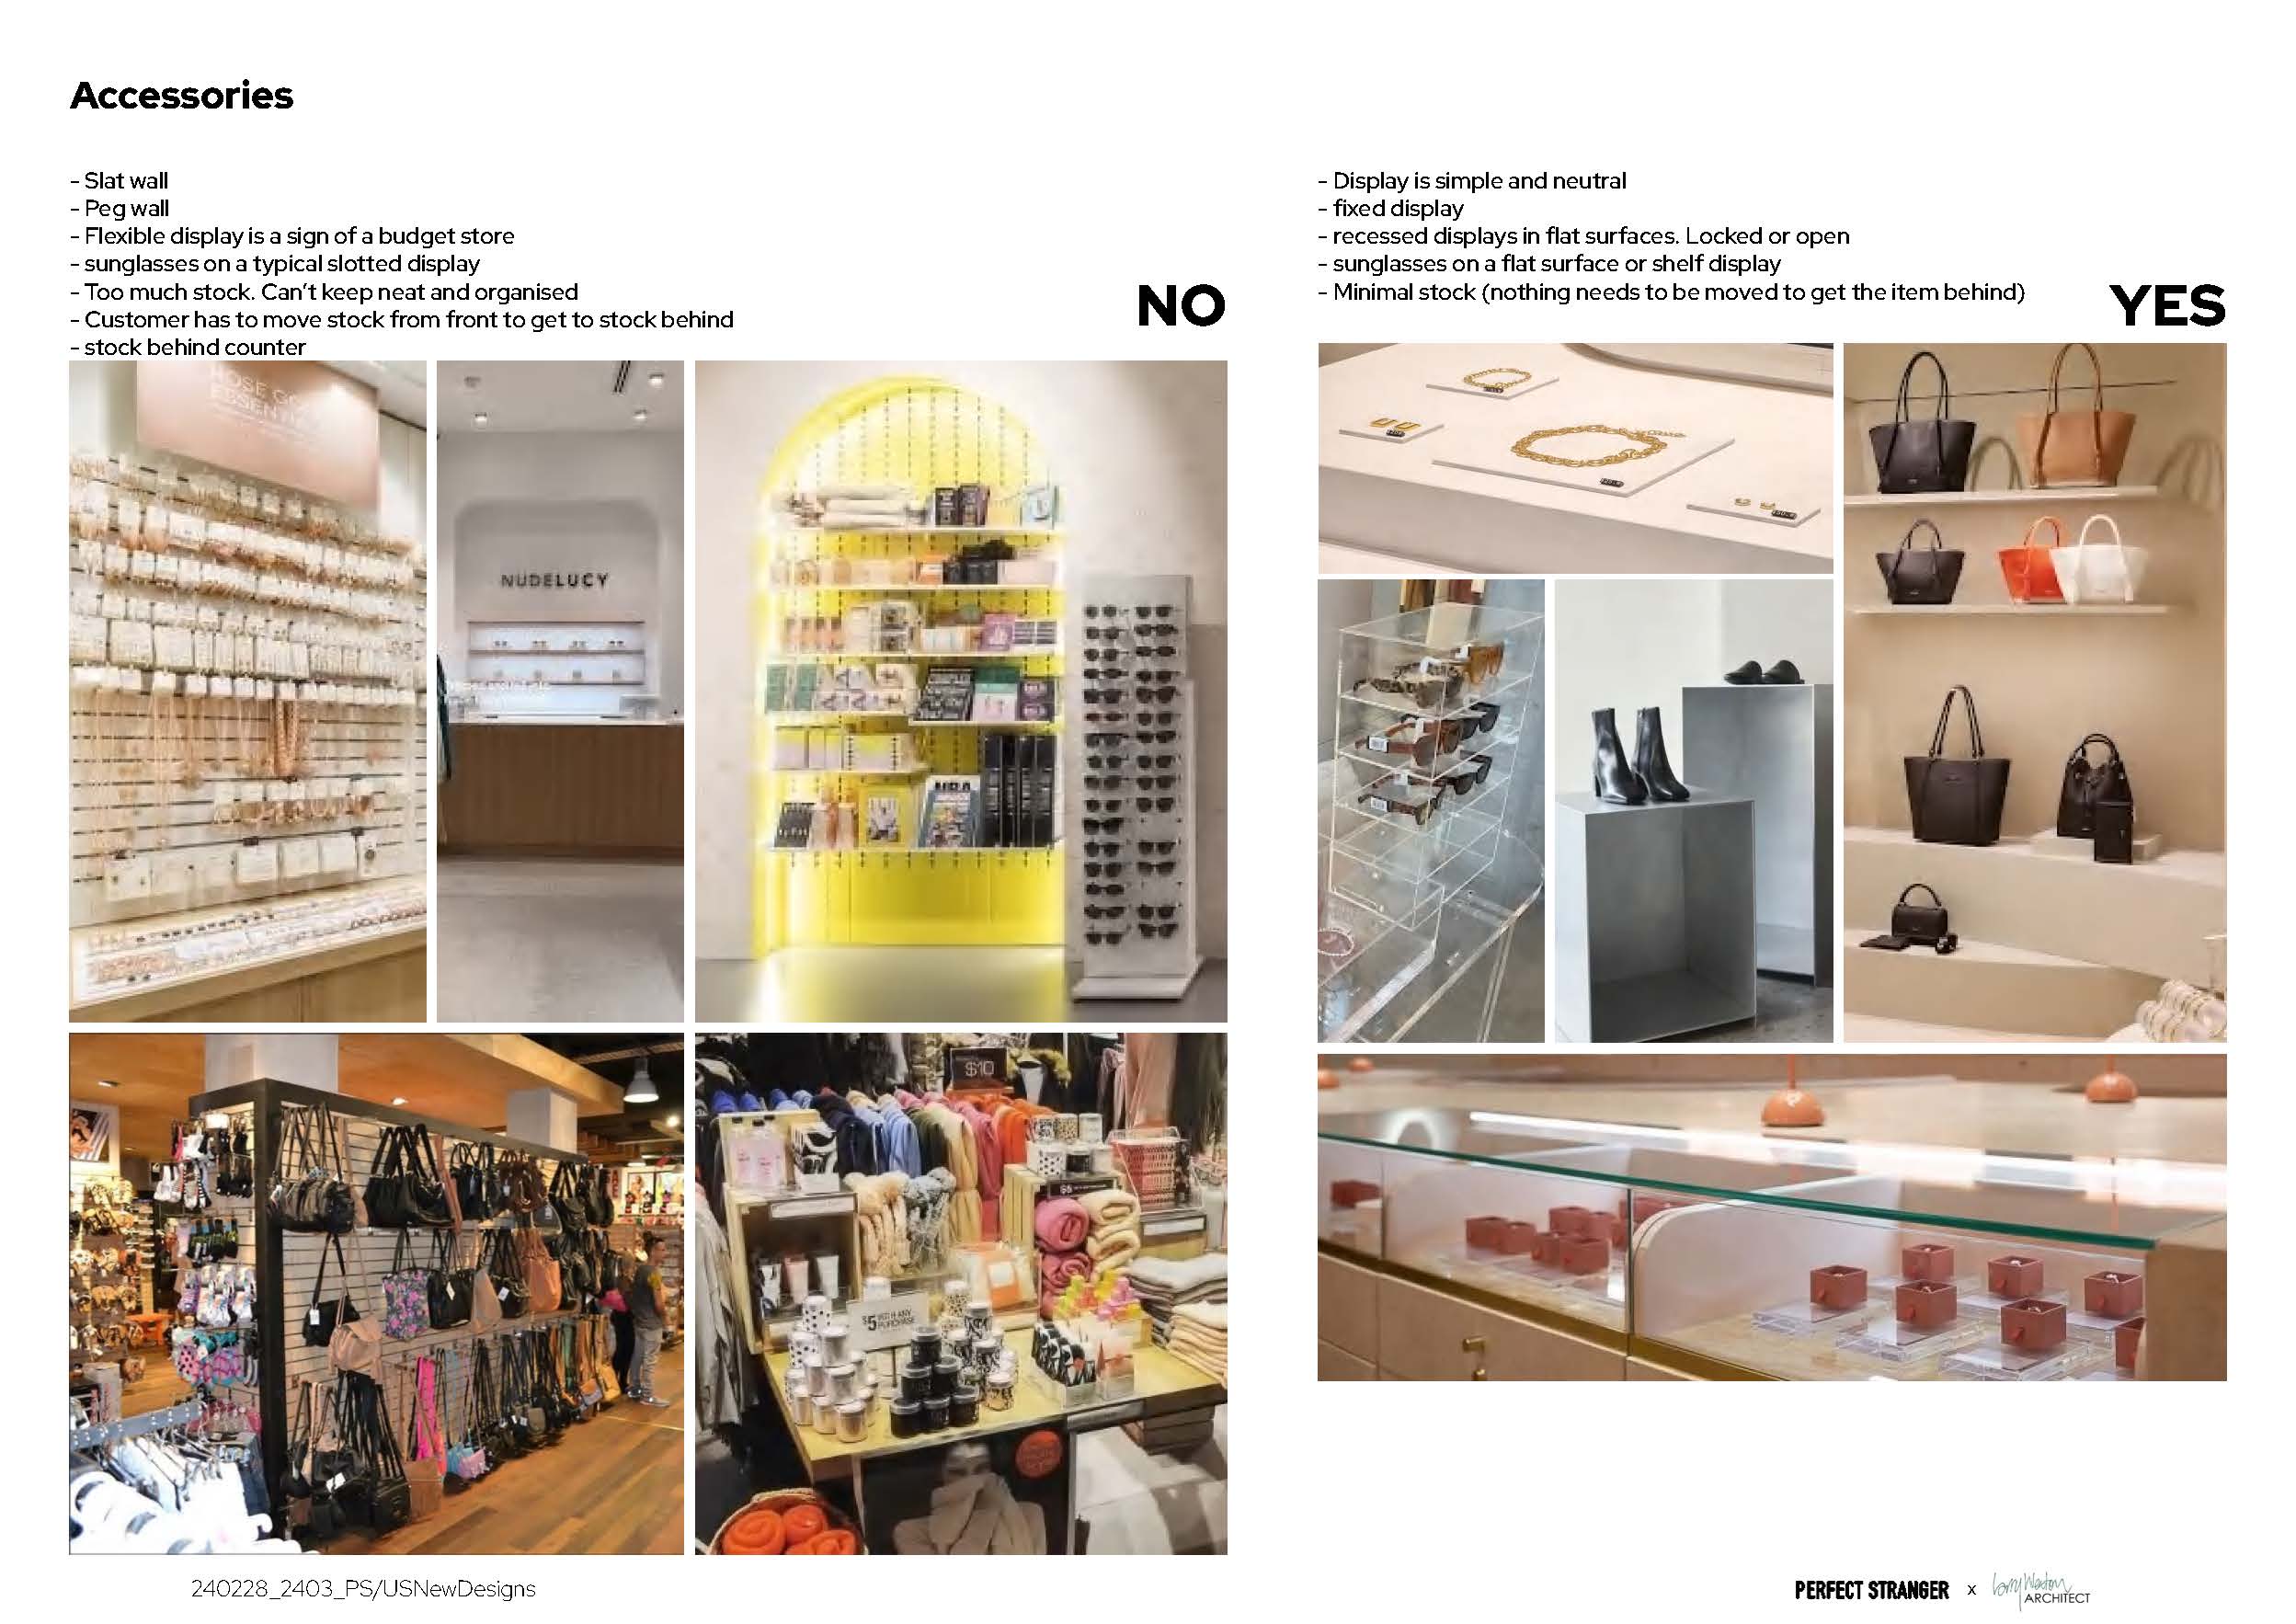 Accessories
- Slat wall
- Peg wall
- Flexible display is a sign of a budget store
- sunglasses on a typical slotted display
- Too much stock. Can't keep neat and organised
- Customer has to move stock from front to get to stock behind
- stock behind counter
NO
- Display is simple and neutral
- fixed display
- recessed displays in flat surfaces. Locked or open
- sunglasses on a flat surface or shelf display
- Minimal stock (nothing needs to be moved to get the item behind)
YES
NUDELUCY
$10
$5 WITH ANY
PURCHASE
240228_2403_PS/USNewDesigns
PERFECT STRANGER x
ARCHITECT